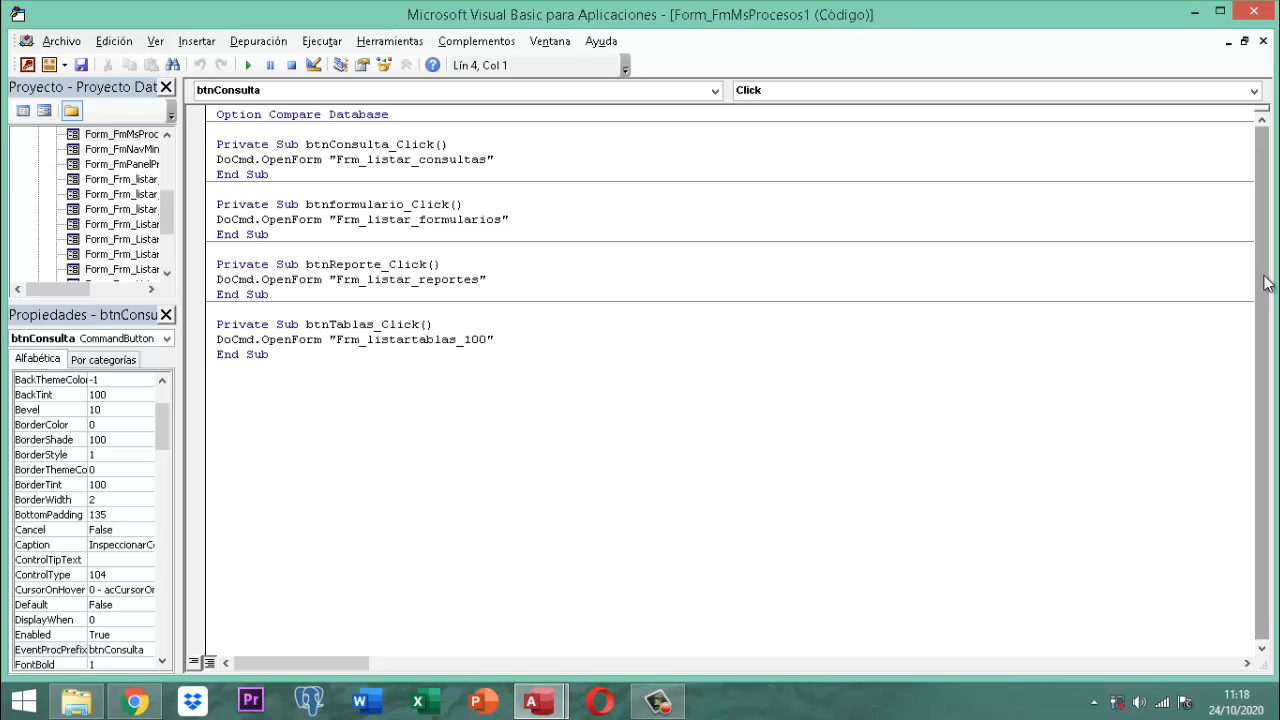 Microsoft Visual Basic para Aplicaciones - [Form_FmMsProcesos1 (Código)]
Archivo Edición Ver Insertar Depuración Ejecutar Herramientas Complementos Ventana Ayuda
Lín 4, Col 1
Proyecto - Proyecto Dat
Form_FmMsProc
Form_FmNavMin
Form_FmPanelPr
Form_Frm_listar_
Form_Frm_listar_
Form_Frm_listar_
Form_Frm_Listar
Form_Frm_Listar
Form_Frm_Listar
Form_Frm_Listar
Propiedades - btnConsu
btnConsulta CommandButton
Alfabética Por categorías
BackThemeColo -1
BackTint 100
Bevel 10
BorderColor 0
BorderShade 100
BorderStyle 1
BorderThemeCo 0
BorderTint 100
BorderWidth 2
BottomPadding 135
Cancel False
Caption InspeccionarC
ControlTipText
ControlType 104
CursorOnHover 0 - acCursorOr
Default False
DisplayWhen 0
Enabled True
EventProcPrefix btnConsulta
FontBold 1
btnConsulta Click
Option Compare Database
Private Sub btnConsulta_Click()
DoCmd.OpenForm "Frm_listar_consultas"
End Sub
Private Sub btnformulario_Click()
DoCmd.OpenForm "Frm_listar_formularios"
End Sub
Private Sub btnReporte_Click()
DoCmd.OpenForm "Frm_listar_reportes"
End Sub
Private Sub btnTablas_Click()
DoCmd.OpenForm "Frm_listartablas_100"
End Sub
Pr
11:18
24/10/2020